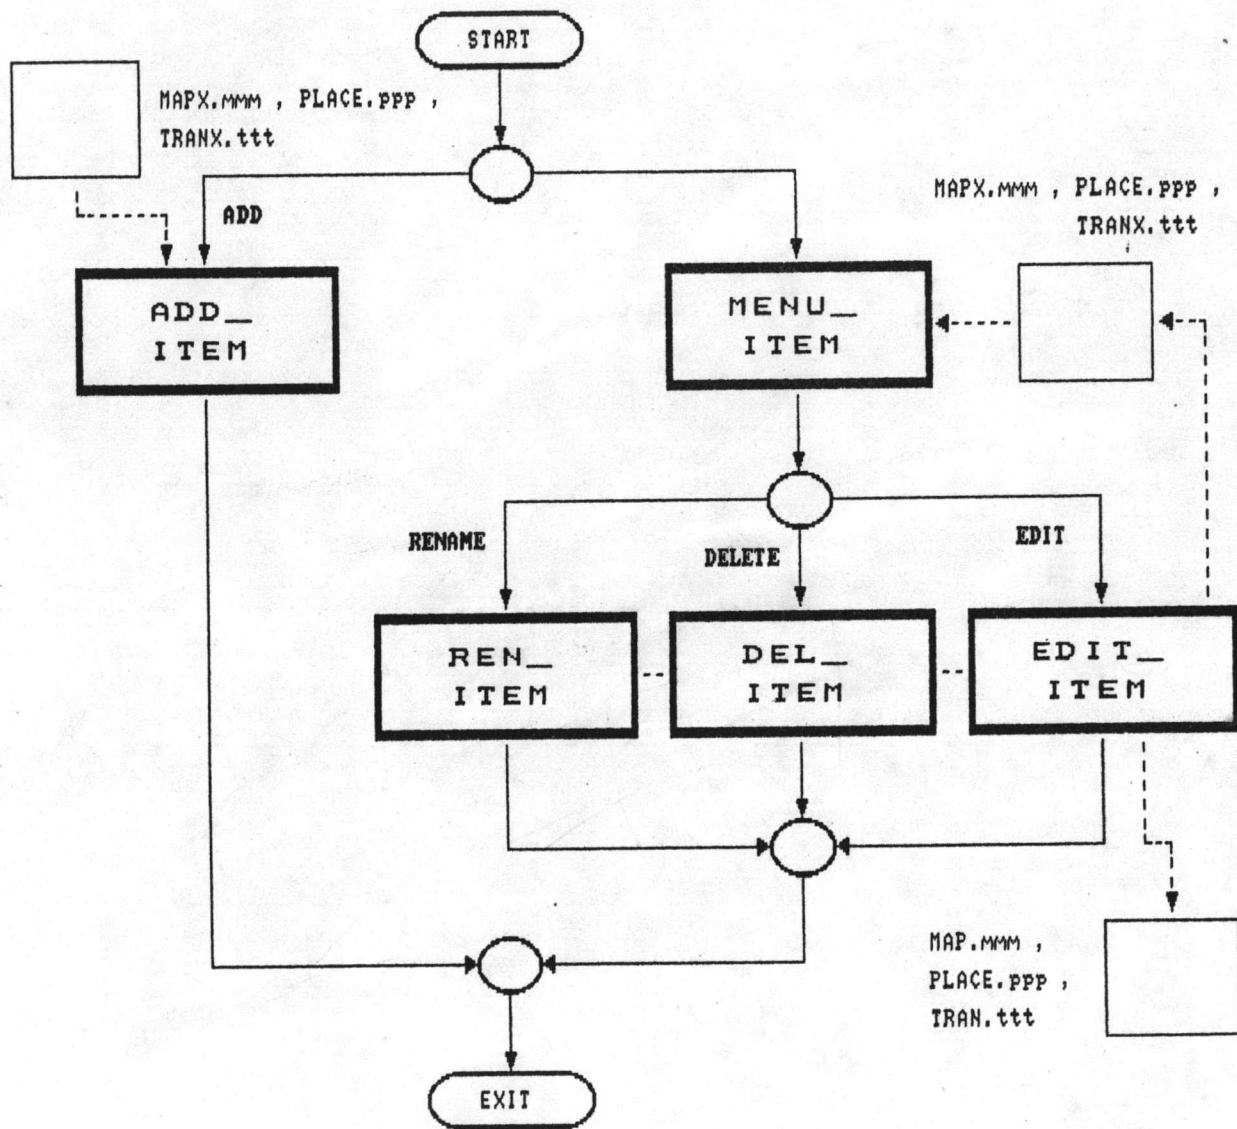 START
MAPX.mmm , PLACE.ppp ,
TRANX.ttt
MAPX.mmm , PLACE.ppp ,
TRANX.ttt
ADD
ADD_
ITEM
MENU_
ITEM
RENAME
DELETE
EDIT
REN_
ITEM
DEL_
ITEM
EDIT_
ITEM
MAP.mmm ,
PLACE.ppp ,
TRAN.ttt
EXIT